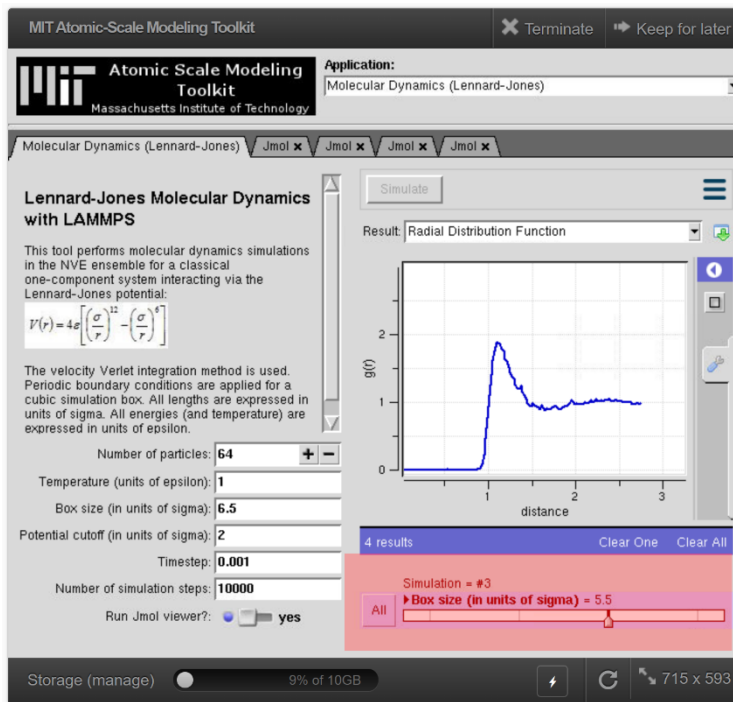 MIT Atomic-Scale Modeling Toolkit
Terminate
Keep for later
Atomic Scale Modeling
Toolkit
Massachusetts Institute of Technology
Application:
Molecular Dynamics (Lennard-Jones)
Molecular Dynamics (Lennard-Jones)
Jmol
Jmol
Jmol
Jmol
Lennard-Jones Molecular Dynamics
with LAMMPS
This tool performs molecular dynamics simulations
in the NVE ensemble for a classical
one-component system interacting via the
Lennard-Jones potential:
V(r) = 4ε[(σ/r)^12 − (σ/r)^6]
The velocity Verlet integration method is used.
Periodic boundary conditions are applied for a
cubic simulation box. All lengths are expressed in
units of sigma. All energies (and temperature) are
expressed in units of epsilon.
Number of particles: 64
Temperature (units of epsilon): 1
Box size (in units of sigma): 6.5
Potential cutoff (in units of sigma): 2
Timestep: 0.001
Number of simulation steps: 10000
Run Jmol viewer?: yes
Simulate
Result: Radial Distribution Function
g(r)
2
1
0
1 2 3
distance
4 results Clear One Clear All
Simulation = #3
All
Box size (in units of sigma) = 5.5
Storage (manage)
9% of 10GB
715 x 593